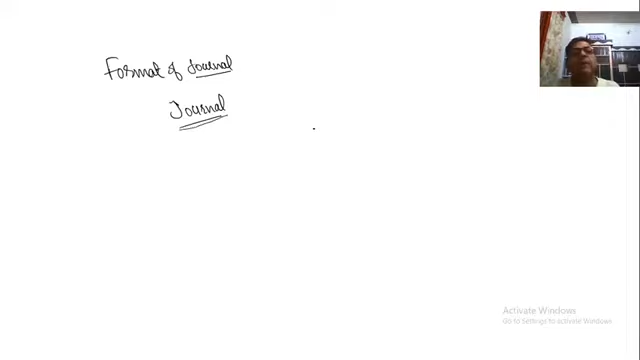 Format of Journal
Journal
Activate Windows
Go to Settings to activate Windows.